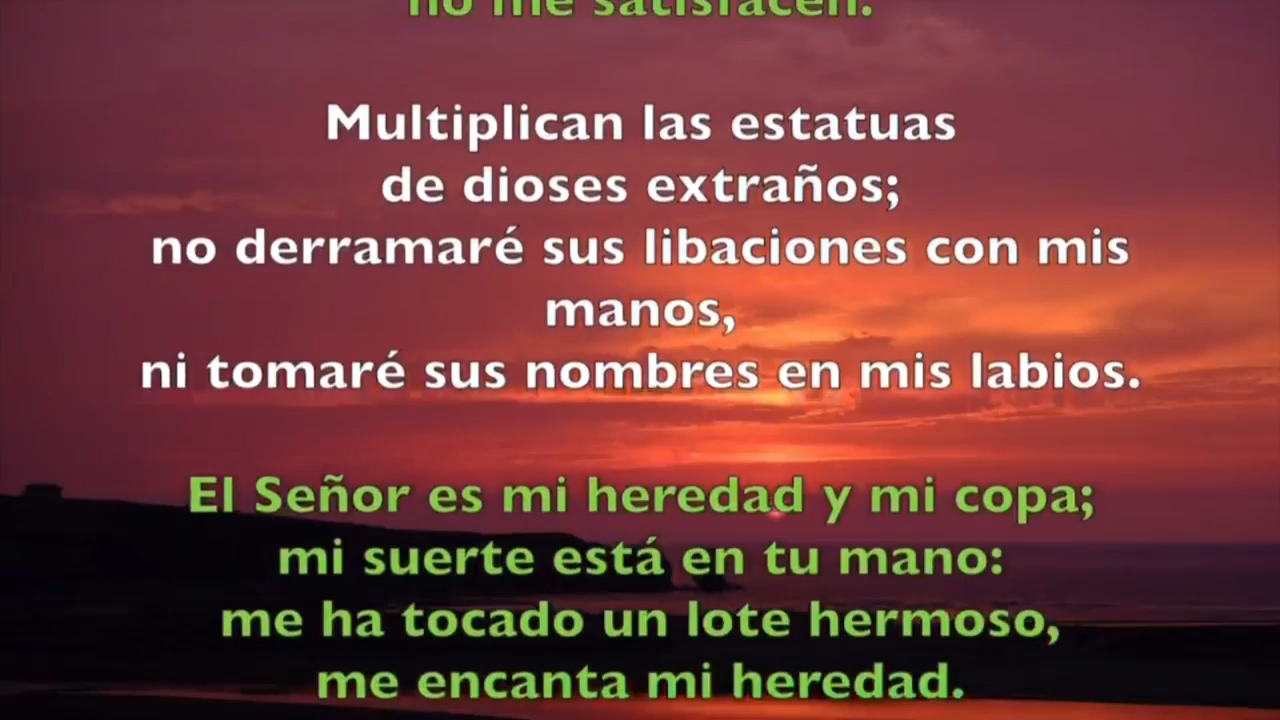 no me satisfacen.
Multiplican las estatuas
de dioses extraños;
no derramaré sus libaciones con mis
manos,
ni tomaré sus nombres en mis labios.
El Señor es mi heredad y mi copa;
mi suerte está en tu mano:
me ha tocado un lote hermoso,
me encanta mi heredad.